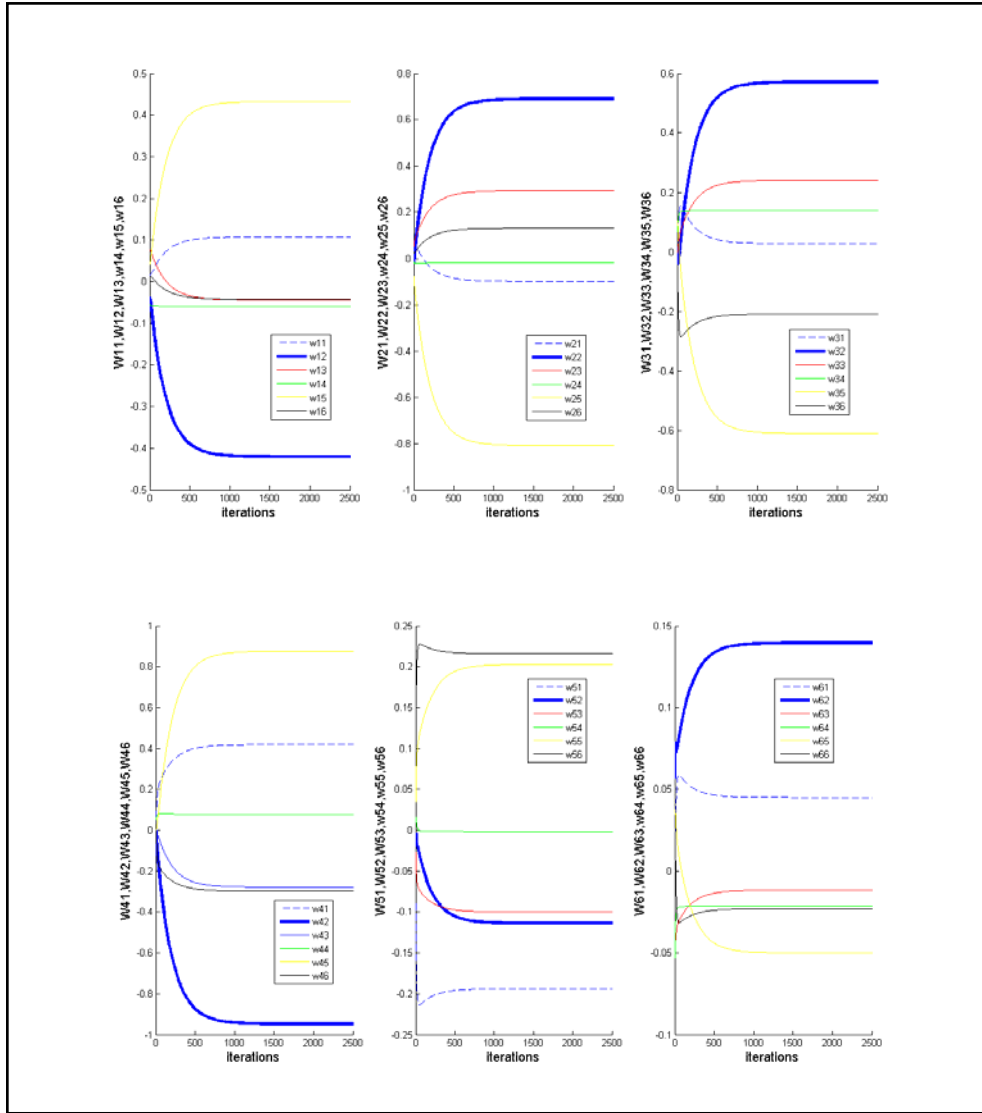 0.5
0.4
0.3
0.2
0.1
0
-0.1
-0.2
-0.3
-0.4
-0.5
W11,W12,W13,w14,w15,w16
w11
w12
w13
w14
w15
w16
0 500 1000 1500 2000 2500
iterations
0.8
0.6
0.4
0.2
0
-0.2
-0.4
-0.6
-0.8
-1
W21,W22,W23,w24,w25,w26
w21
w22
w23
w24
w25
w26
0 500 1000 1500 2000 2500
iterations
0.6
0.4
0.2
0
-0.2
-0.4
-0.6
-0.8
W31,W32,W33,W34,W35,W36
w31
w32
w33
w34
w35
w36
0 500 1000 1500 2000 2500
iterations
1
0.8
0.6
0.4
0.2
0
-0.2
-0.4
-0.6
-0.8
-1
W41,W42,W43,W44,W45,W46
w41
w42
w43
w44
w45
w46
0 500 1000 1500 2000 2500
iterations
0.25
0.2
0.15
0.1
0.05
0
-0.05
-0.1
-0.15
-0.2
-0.25
W51,W52,W53,w54,w55,w56
w51
w52
w53
w54
w55
w56
0 500 1000 1500 2000 2500
iterations
0.15
0.1
0.05
0
-0.05
-0.1
W61,W62,W63,w64,w65,w66
w61
w62
w63
w64
w65
w66
0 500 1000 1500 2000 2500
iterations